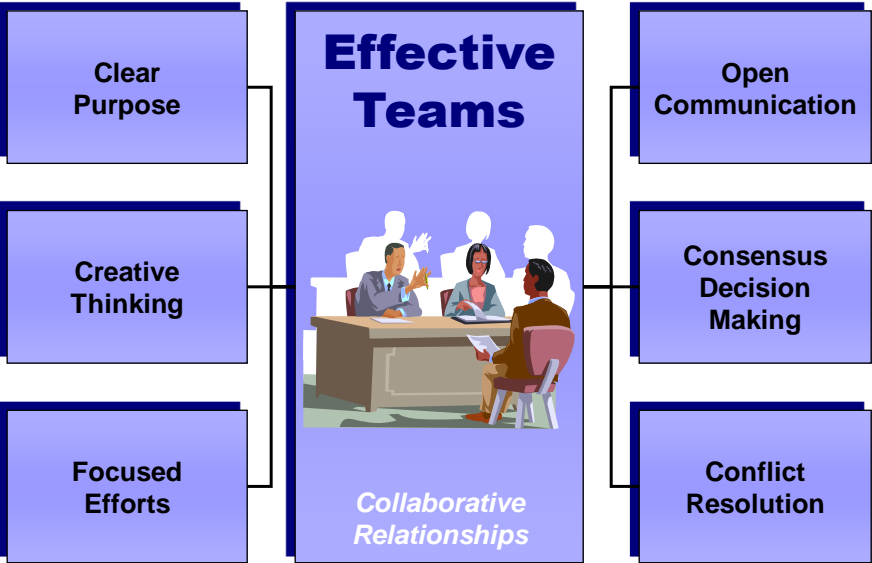 Clear
Purpose
Creative
Thinking
Focused
Efforts
Effective
Teams
Collaborative
Relationships
Open
Communication
Consensus
Decision
Making
Conflict
Resolution